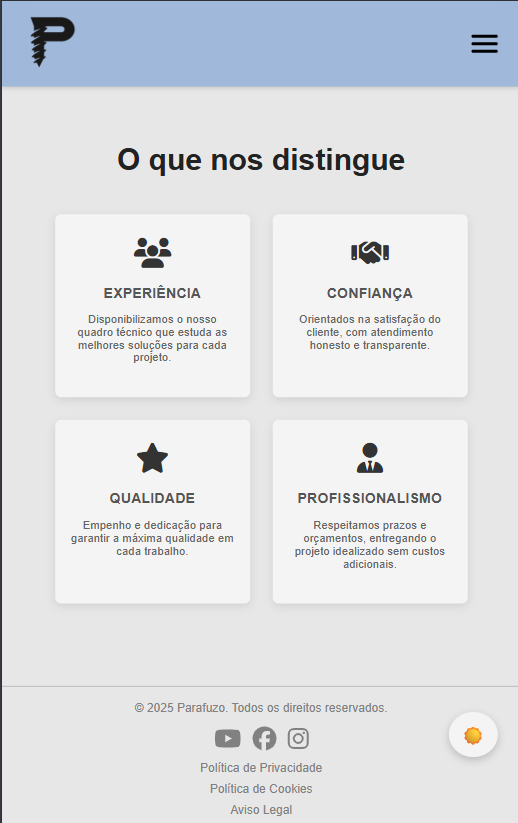 P
O que nos distingue
EXPERIÊNCIA
Disponibilizamos o nosso
quadro técnico que estuda as
melhores soluções para cada
projeto.
CONFIANÇA
Orientados na satisfação do
cliente, com atendimento
honesto e transparente.
QUALIDADE
Empenho e dedicação para
garantir a máxima qualidade em
cada trabalho.
PROFISSIONALISMO
Respeitamos prazos e
orçamentos, entregando o
projeto idealizado sem custos
adicionais.
© 2025 Parafuzo. Todos os direitos reservados.
Política de Privacidade
Política de Cookies
Aviso Legal